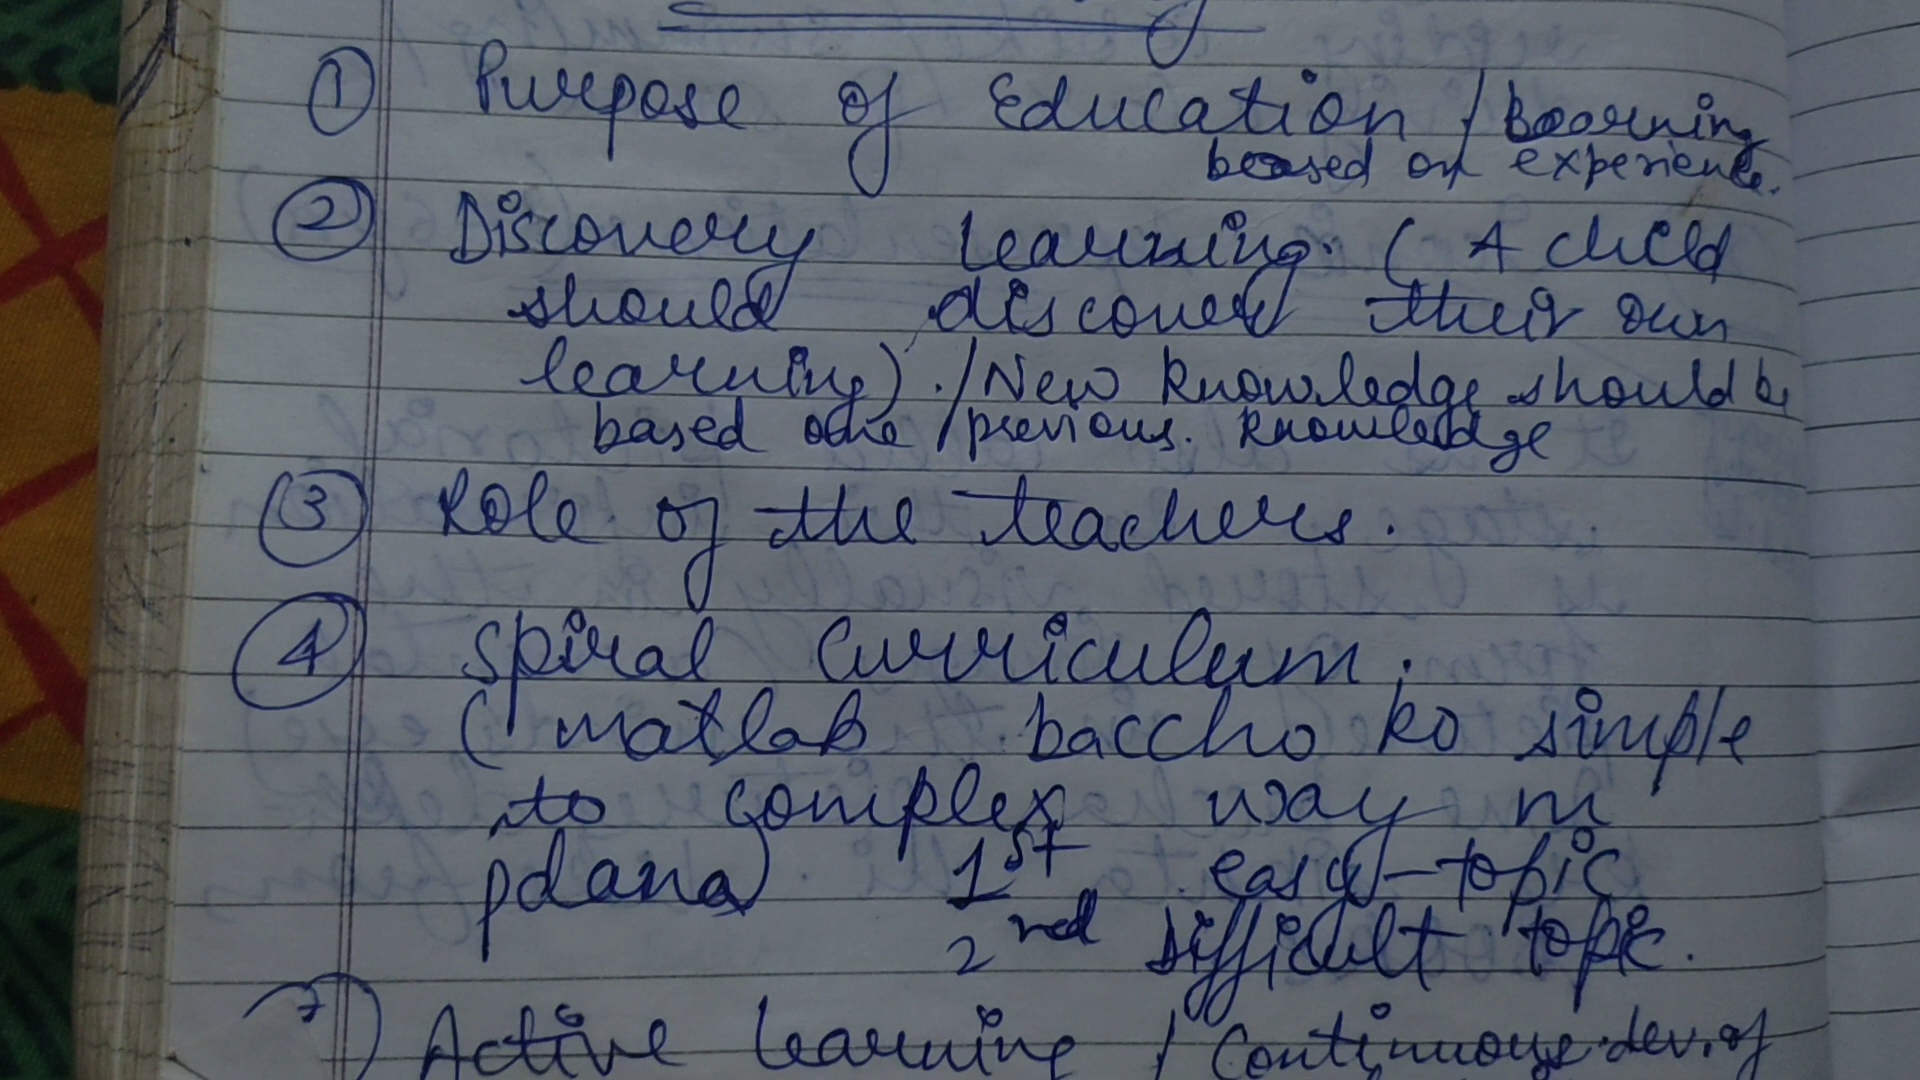 ① Purpose of Education / Learning
based on experience.
② Discovery learning. (A child
should discover their own
learning). / New knowledge should be
based on the / previous. knowledge
③ Role of the teachers.
④ Spiral Curriculum.
( matlab baccho ko simple
to complex way m
pdana) 1st easy-topic
2nd Difficult topic.
Active learning / Continuous dev. of